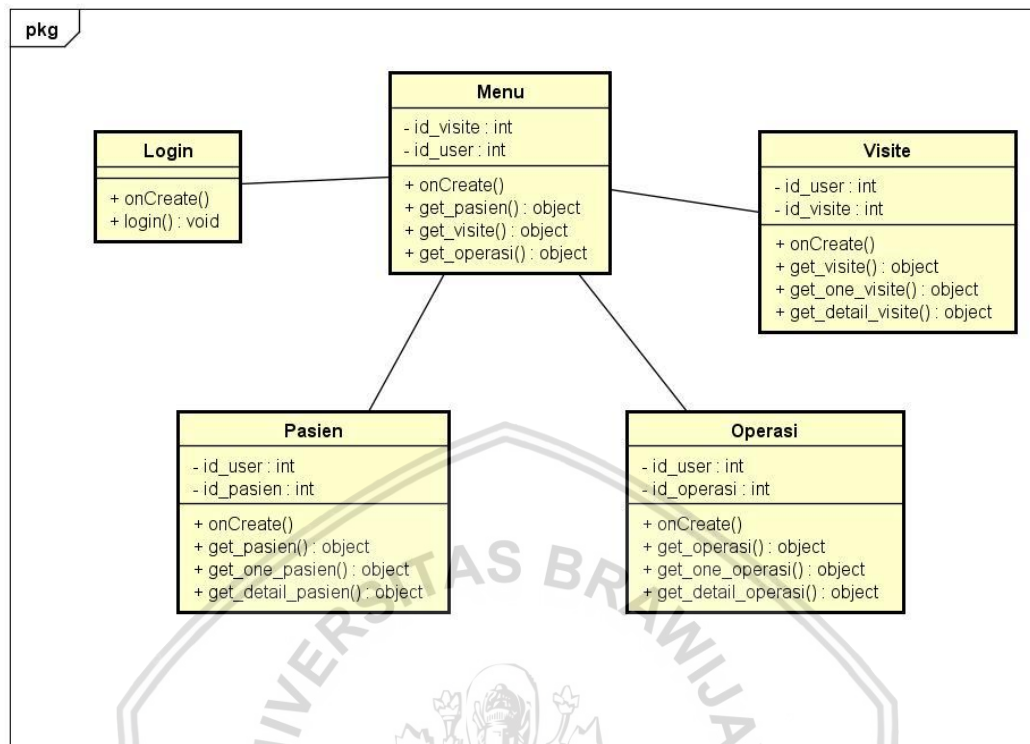 pkg
Menu
- id_visite : int
- id_user : int
+ onCreate()
+ get_pasien() : object
+ get_visite() : object
+ get_operasi() : object
Login
+ onCreate()
+ login() : void
Visite
- id_user : int
- id_visite : int
+ onCreate()
+ get_visite() : object
+ get_one_visite() : object
+ get_detail_visite() : object
Pasien
- id_user : int
- id_pasien : int
+ onCreate()
+ get_pasien() : object
+ get_one_pasien() : object
+ get_detail_pasien() : object
Operasi
- id_user : int
- id_operasi : int
+ onCreate()
+ get_operasi() : object
+ get_one_operasi() : object
+ get_detail_operasi() : object